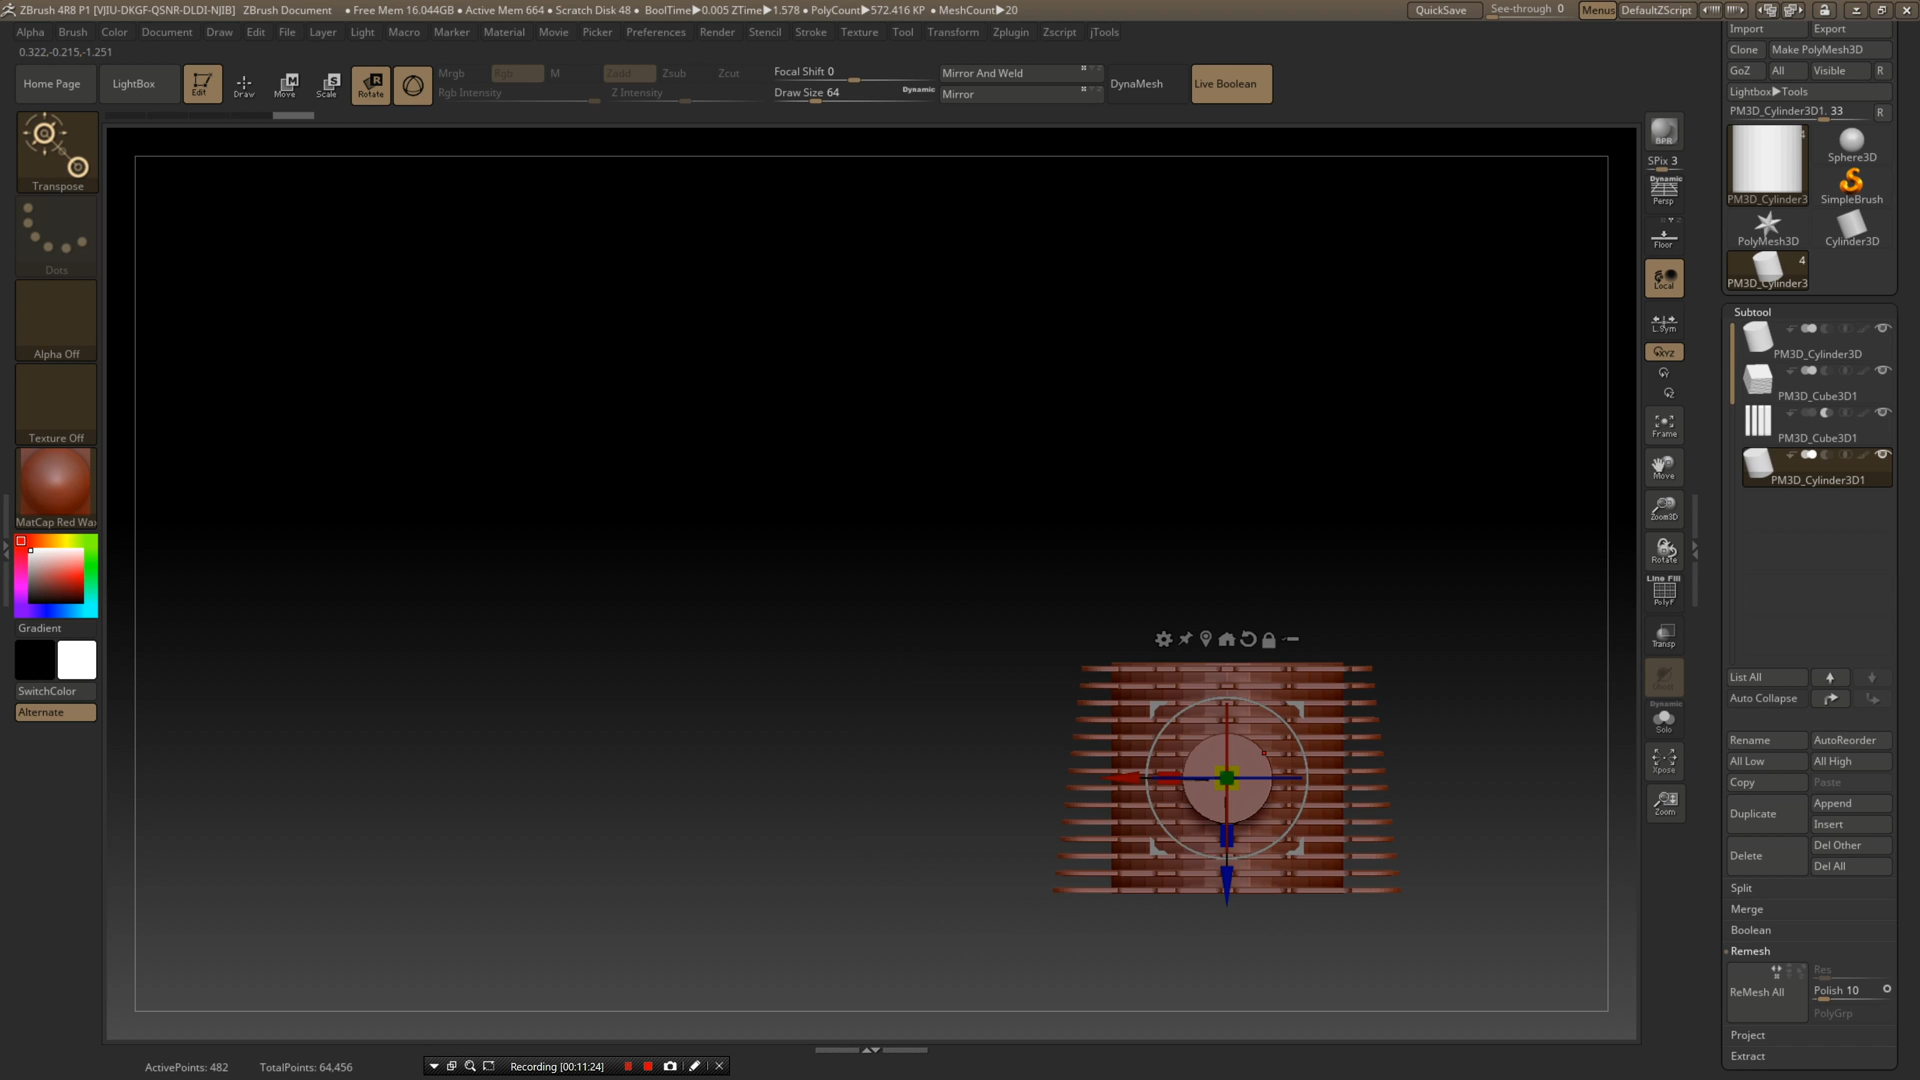 ZBrush 4R8 P1 [VJIU-DKGF-QSNR-DLDI-NJIB]   ZBrush Document   • Free Mem 16.044GB • Active Mem 664 • Scratch Disk 48 •  BoolTime▶0.005 ZTime▶1.578 • PolyCount▶572.416 KP  • MeshCount▶20
QuickSave
See-through 0
Menus
DefaultZScript
Alpha Brush Color Document Draw Edit File Layer Light Macro Marker Material Movie Picker Preferences Render Stencil Stroke Texture Tool Transform Zplugin Zscript jTools
0.322,-0.215,-1.251
Home Page
LightBox
Edit
Draw
Move
Scale
Rotate
Mrgb Rgb M
Rgb Intensity
Zadd Zsub Zcut
Z Intensity
Focal Shift 0
Draw Size 64
Dynamic
Mirror And Weld
Mirror
DynaMesh
Live Boolean
Transpose
Dots
Alpha Off
Texture Off
MatCap Red Wax
Gradient
SwitchColor
Alternate
BPR
SPix 3
Dynamic
Persp
Floor
Local
L.Sym
XYZ
Frame
Move
Zoom3D
Rotate
Line Fill
PolyF
Transp
Ghost
Dynamic
Solo
Xpose
Zoom
Import Export
Clone Make PolyMesh3D
GoZ All Visible R
Lightbox▶Tools
PM3D_Cylinder3D1. 33 R
4
PM3D_Cylinder3
Sphere3D
SimpleBrush
PolyMesh3D
Cylinder3D
4
PM3D_Cylinder3
Subtool
PM3D_Cylinder3D
PM3D_Cube3D1
PM3D_Cube3D1
PM3D_Cylinder3D1
List All
Auto Collapse
Rename AutoReorder
All Low All High
Copy Paste
Duplicate Append
Insert
Delete Del Other
Del All
Split
Merge
Boolean
Remesh
ReMesh All
Res
Polish 10
PolyGrp
Project
Extract
ActivePoints: 482 TotalPoints: 64,456
Recording [00:11:24]